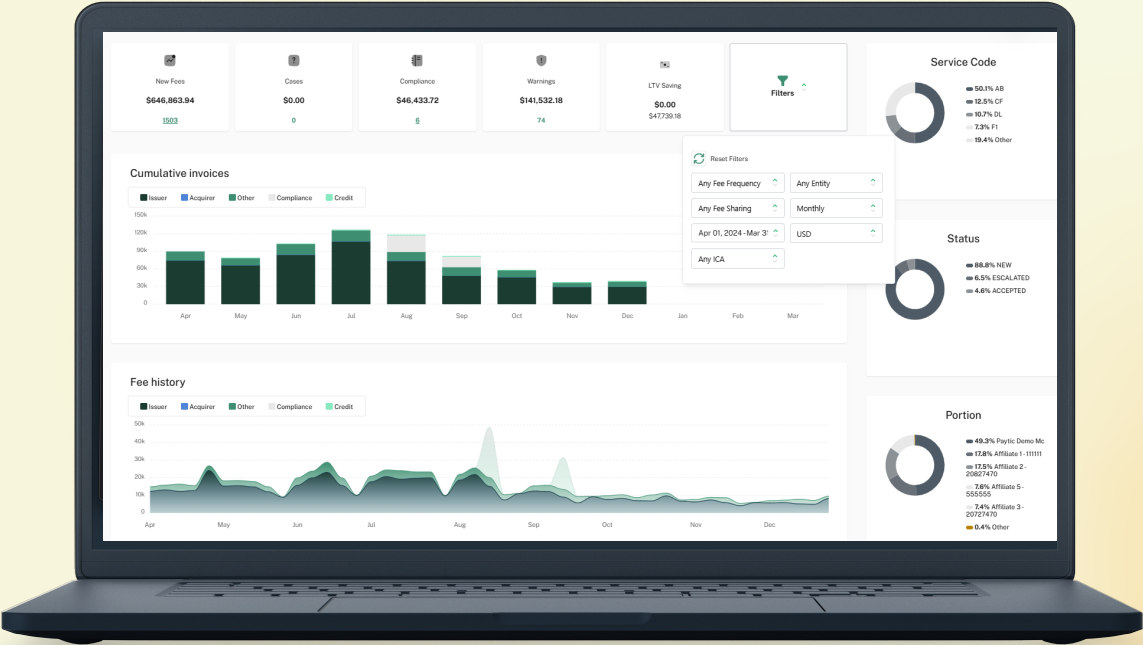 New Fees
$646,863.94
1503
Cases
$0.00
0
Compliance
$46,433.72
6
Warnings
$141,532.18
74
LTV Saving
$0.00
$47,739.18
Filters
Reset Filters
Any Fee Frequency
Any Entity
Any Fee Sharing
Monthly
Apr 01, 2024 - Mar 31
USD
Any ICA
Cumulative invoices
Issuer Acquirer Other Compliance Credit
150k
120k
90k
60k
30k
0
Apr May Jun Jul Aug Sep Oct Nov Dec Jan Feb Mar
Fee history
Issuer Acquirer Other Compliance Credit
50k
40k
30k
20k
10k
0
Apr May Jun Jul Aug Sep Oct Nov Dec
Service Code
50.1% AB
12.5% CF
10.7% DL
7.3% F1
19.4% Other
Status
88.8% NEW
6.5% ESCALATED
4.6% ACCEPTED
Portion
49.3% Paytic Demo Mc
17.8% Affiliate 1 - 111111
17.5% Affiliate 2 -
20827470
7.6% Affiliate 5 -
555555
7.4% Affiliate 3 -
20727470
0.4% Other